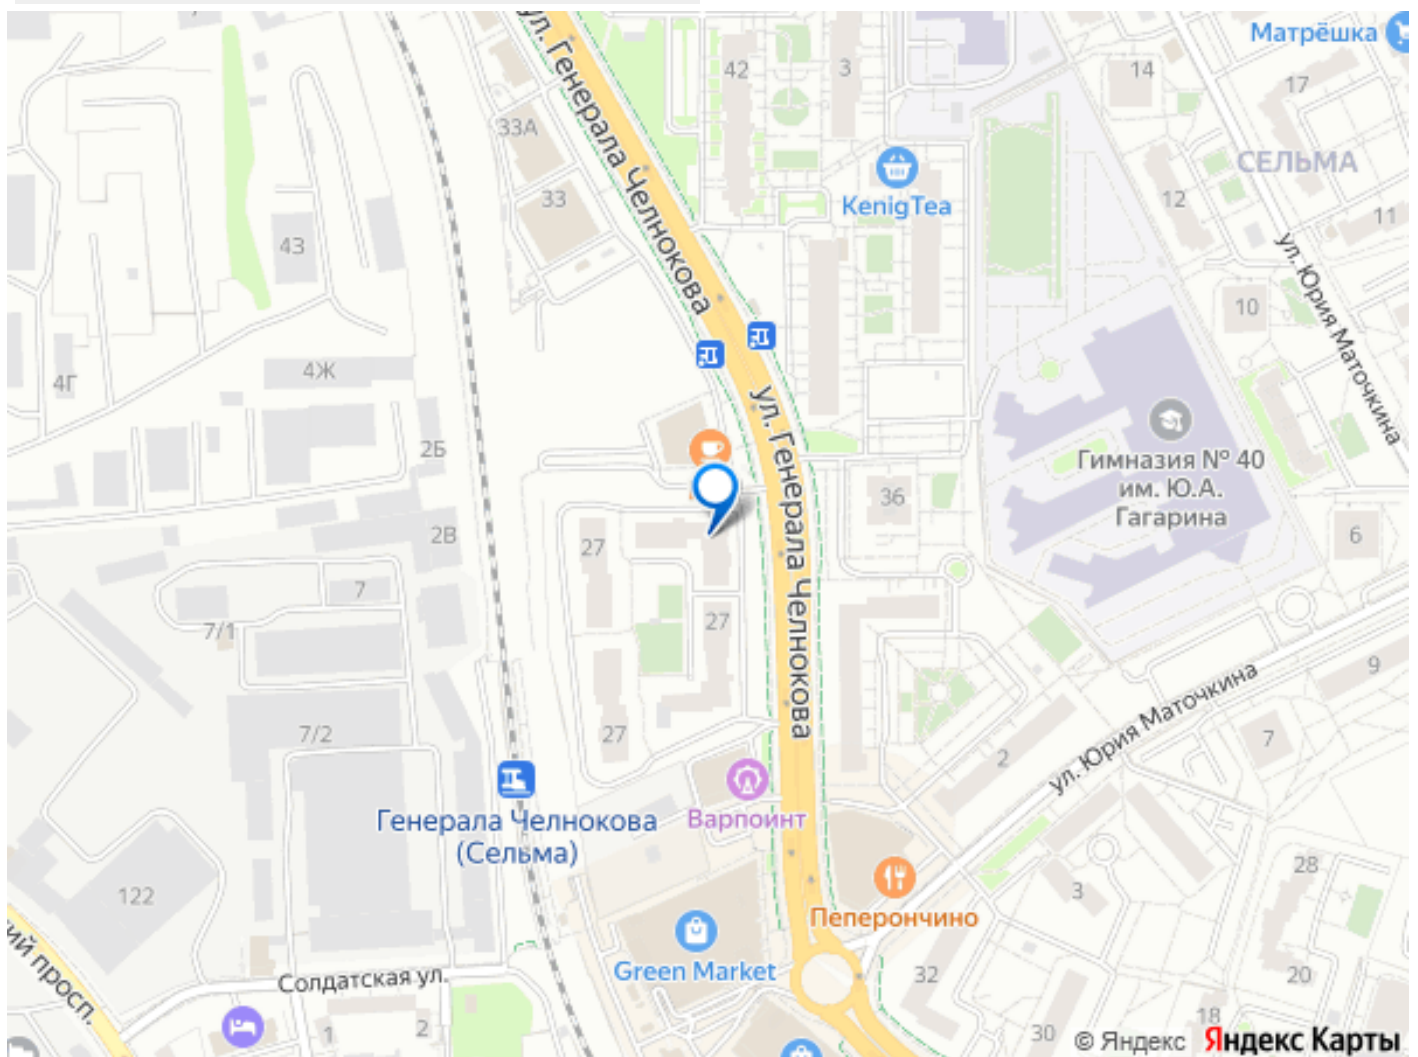 Матрёшка
ул. Генерала Челнокова
42
3
14
17
33А
СЕЛЬМА
33
KenigTea
12
11
43
ул. Юрия Маточкина
10
4Г
4Ж
ул. Генерала Челнокова
2Б
Гимназия № 40
им. Ю.А.
Гагарина
36
2В
27
6
7
7/1
27
9
ул. Юрия Маточкина
27
7/2
7
2
Генерала Челнокова
(Сельма)
Варпоинт
28
122
3
Пеперончино
ий просп.
Green Market
Солдатская ул.
32
20
18
1
2
30
© Яндекс Яндекс Карты